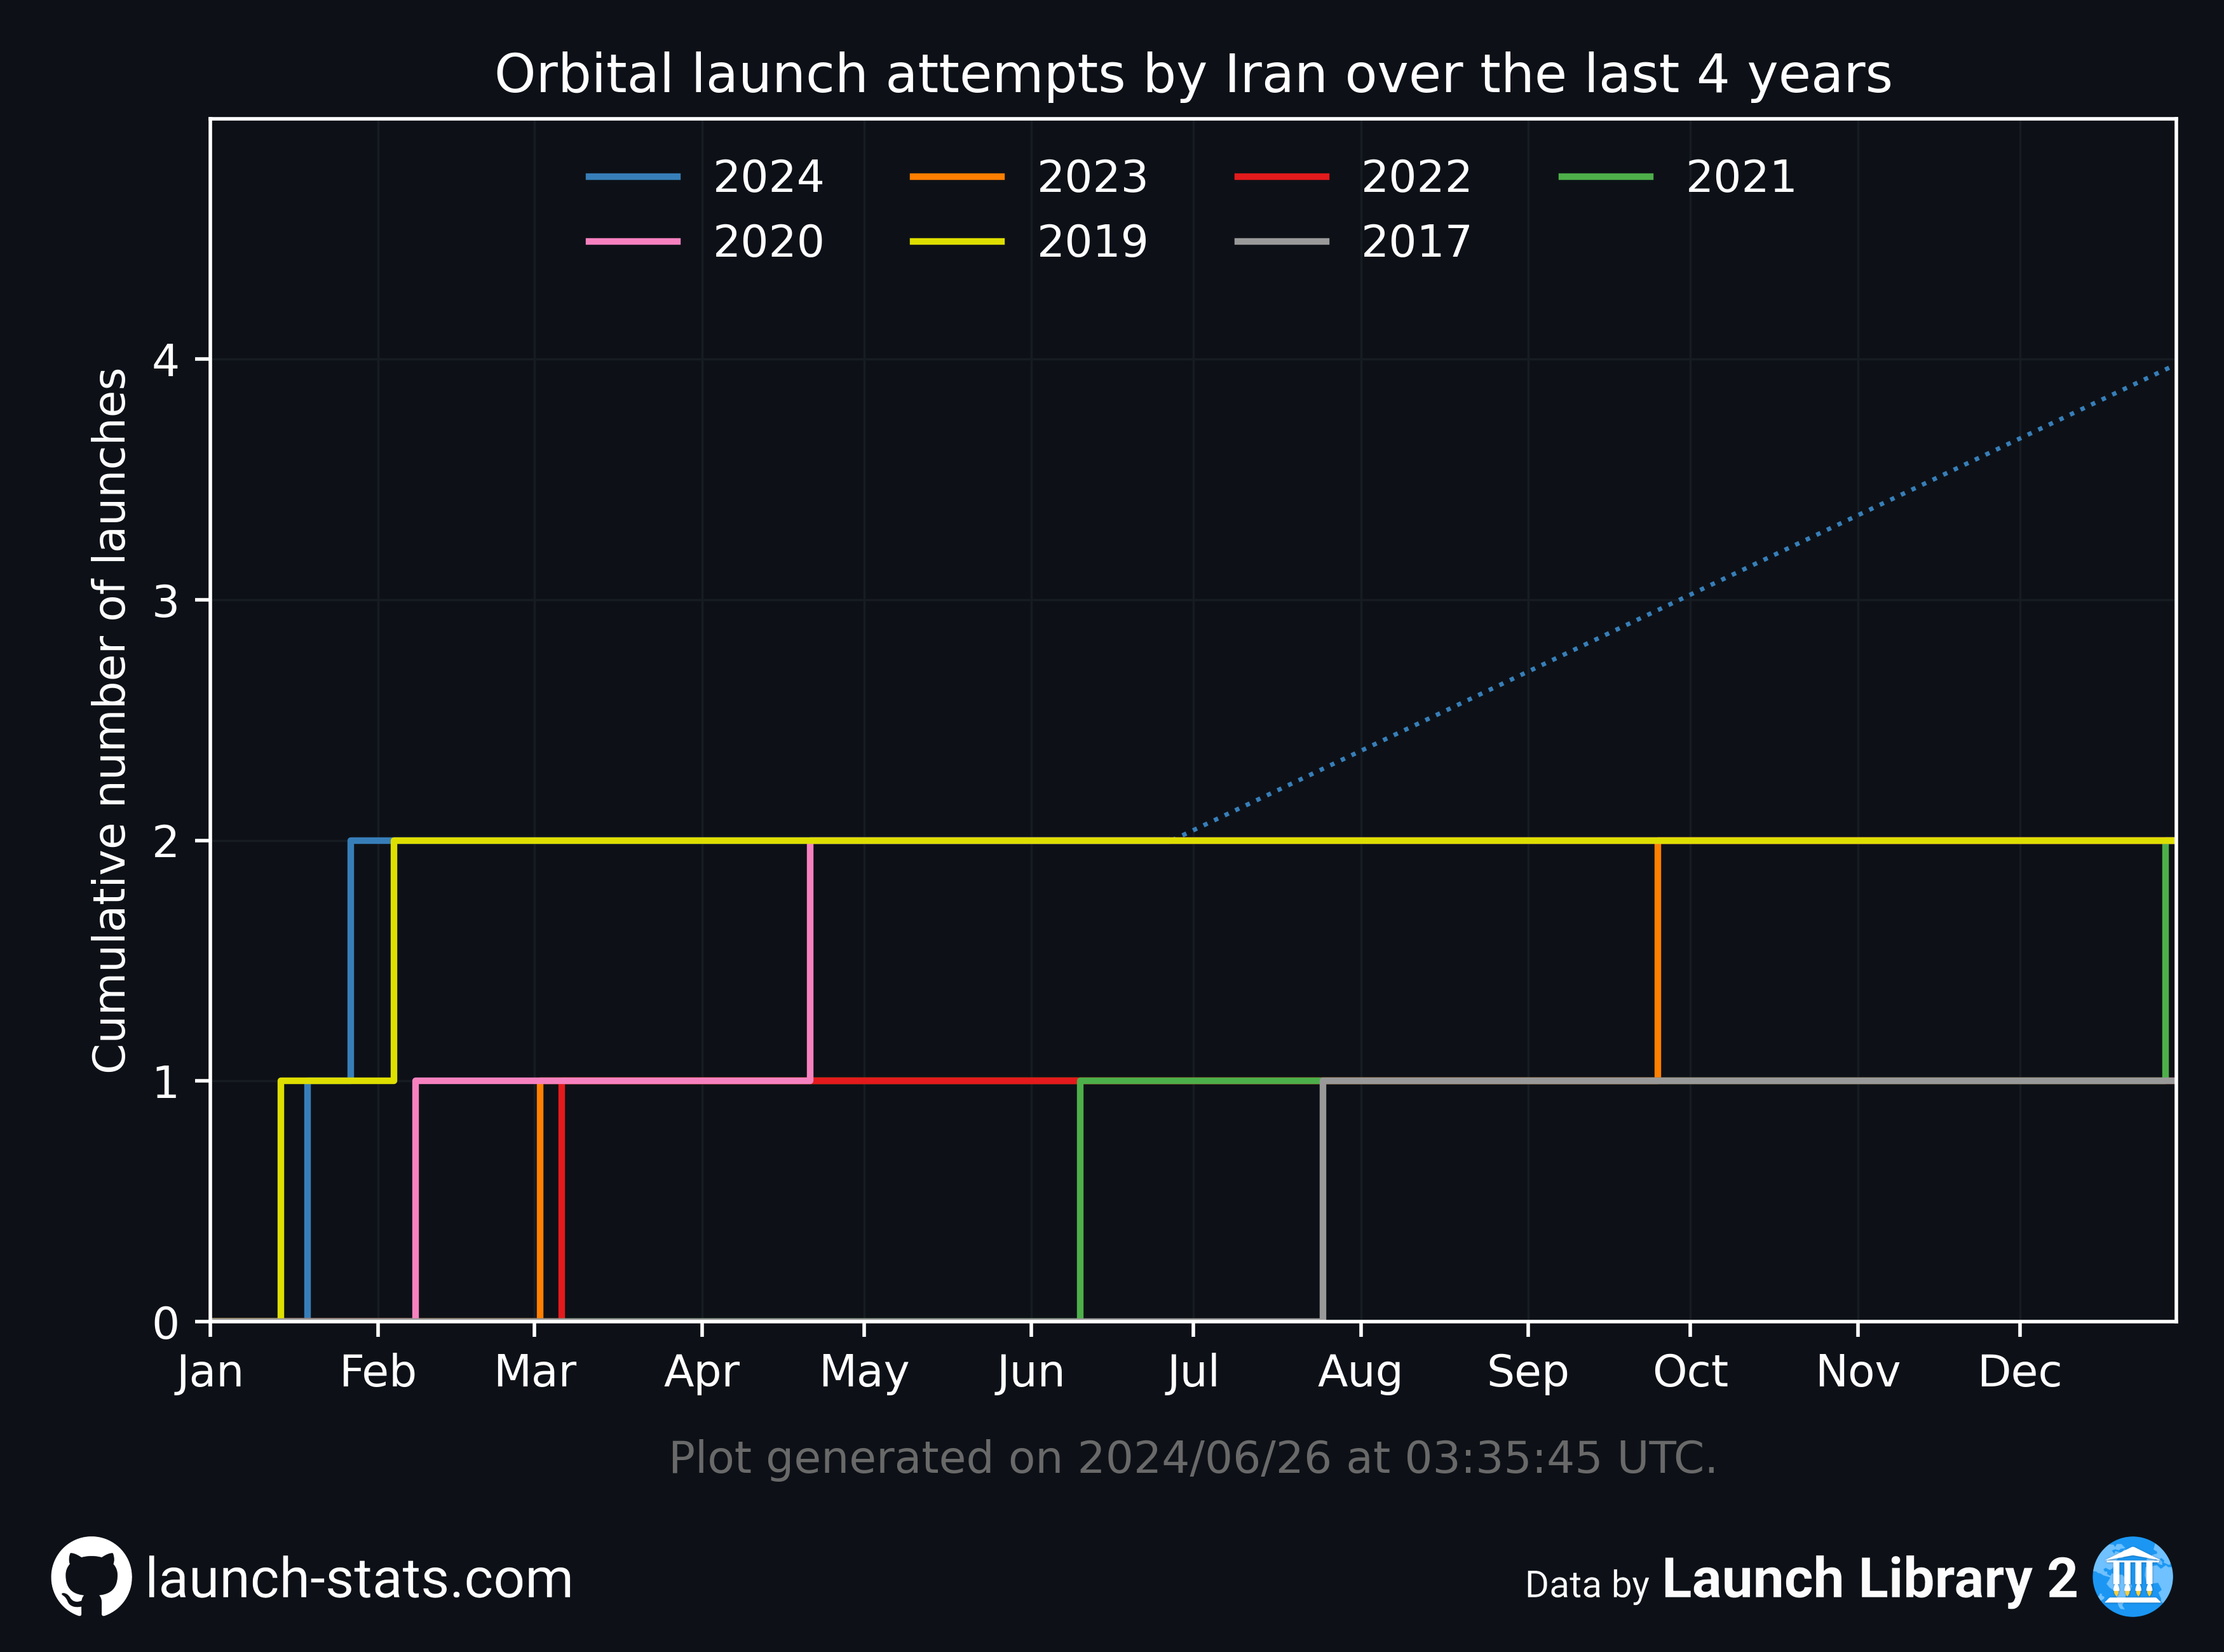 Orbital launch attempts by Iran over the last 4 years
2024 2023 2022 2021
2020 2019 2017
Cumulative number of launches
4
3
2
1
0
Jan Feb Mar Apr May Jun Jul Aug Sep Oct Nov Dec
Plot generated on 2024/06/26 at 03:35:45 UTC.
launch-stats.com
Data by Launch Library 2